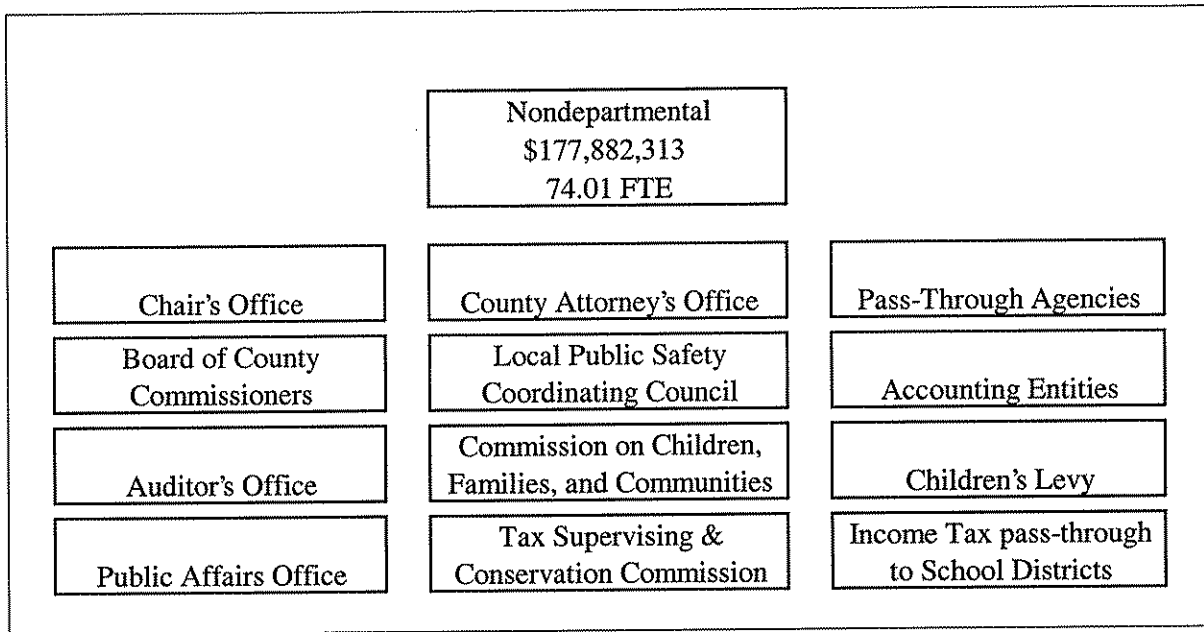 Nondepartmental
$177,882,313
74.01 FTE
Chair's Office
County Attorney's Office
Pass-Through Agencies
Board of County
Commissioners
Local Public Safety
Coordinating Council
Accounting Entities
Auditor's Office
Commission on Children,
Families, and Communities
Children's Levy
Public Affairs Office
Tax Supervising &
Conservation Commission
Income Tax pass-through
to School Districts